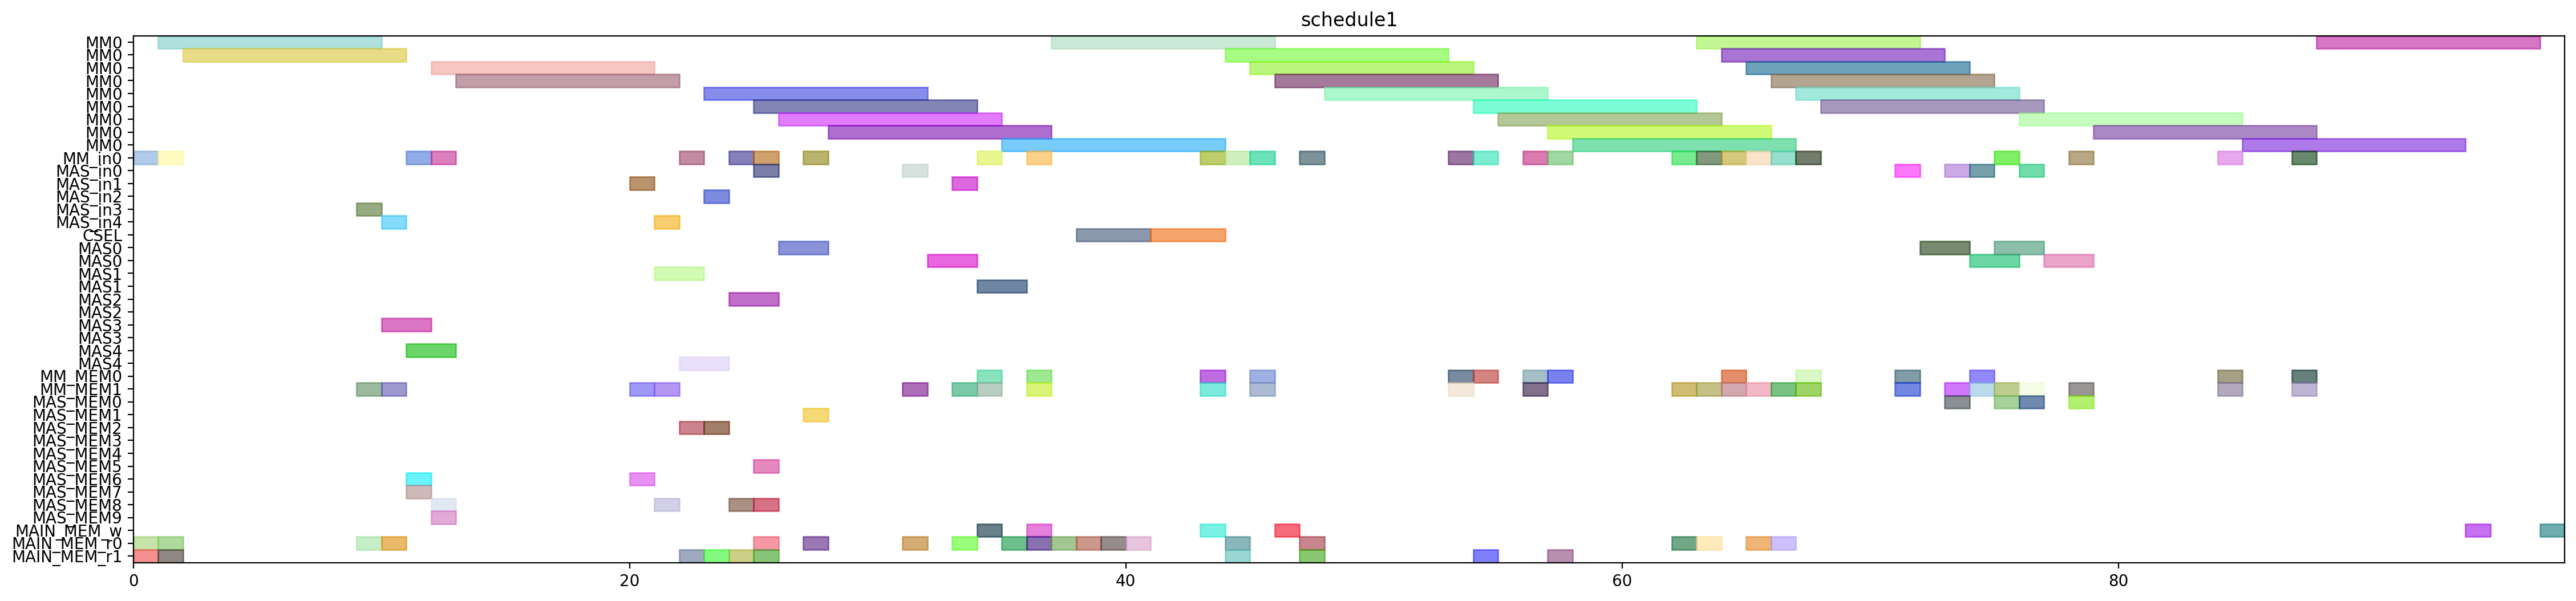 schedule1
MM0
MM0
MM0
MM0
MM0
MM0
MM0
MM0
MM0
MM_in0
MAS_in0
MAS_in1
MAS_in2
MAS_in3
MAS_in4
CSEL
MAS0
MAS0
MAS1
MAS1
MAS2
MAS2
MAS3
MAS3
MAS4
MAS4
MM_MEM0
MM_MEM1
MAS_MEM0
MAS_MEM1
MAS_MEM2
MAS_MEM3
MAS_MEM4
MAS_MEM5
MAS_MEM6
MAS_MEM7
MAS_MEM8
MAS_MEM9
MAIN_MEM_w
MAIN_MEM_r0
MAIN_MEM_r1
0 20 40 60 80